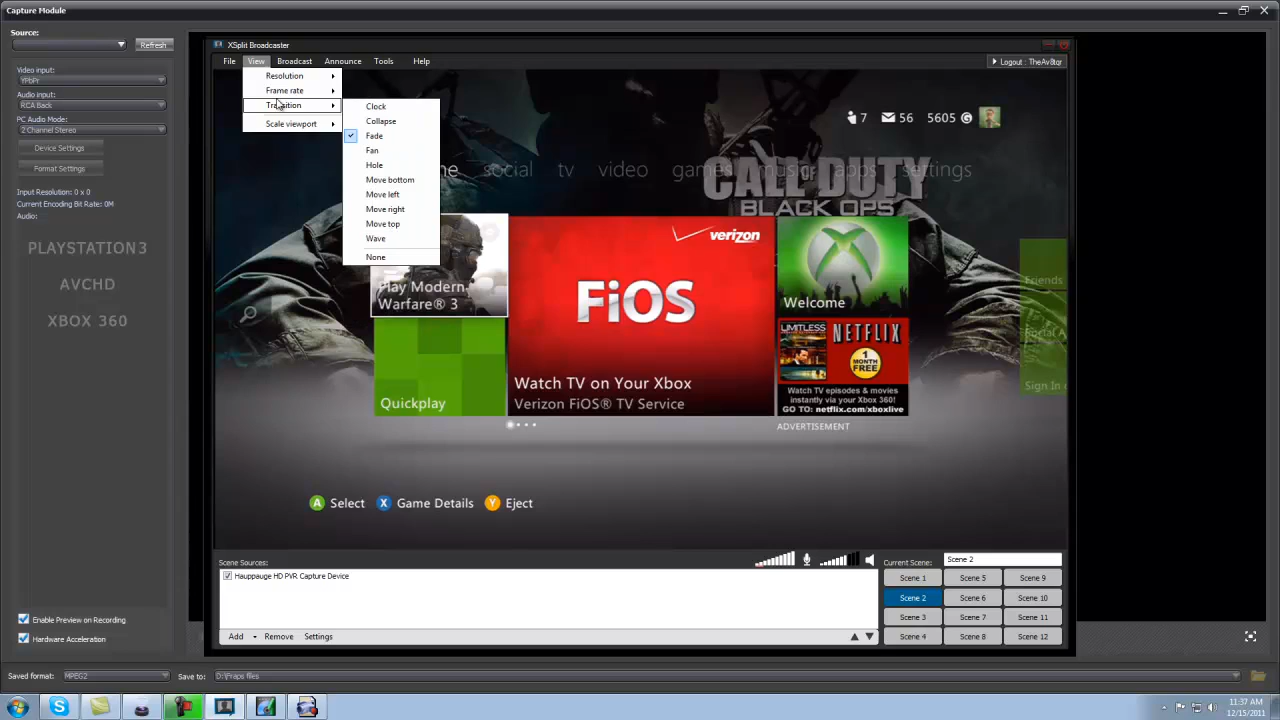 Capture Module
Source:
Refresh
Video input:
YPbPr
Audio input:
RCA Back
PC Audio Mode:
2 Channel Stereo
Device Settings
Format Settings
Input Resolution: 0 x 0
Current Encoding Bit Rate: 0M
Audio:
PLAYSTATION3
AVCHD
XBOX 360
Enable Preview on Recording
Hardware Acceleration
Saved format:
MPEG2
Save to:
D:\Fraps files
XSplit Broadcaster
File View Broadcast Announce Tools Help
Logout : TheAv8tor
Resolution
Frame rate
Transition
Scale viewport
Clock
Collapse
Fade
Fan
Hole
Move bottom
Move left
Move right
Move top
Wave
None
7 56 5605 G
social tv video games music apps settings
CALL OF DUTY
BLACK OPS
Play Modern
Warfare® 3
Quickplay
verizon
FiOS
Watch TV on Your Xbox
Verizon FiOS® TV Service
Welcome
LIMITLESS
NETFLIX
1
MONTH
FREE
Watch TV episodes & movies
instantly via your Xbox 360!
GO TO: netflix.com/xboxlive
ADVERTISEMENT
Friends
Sign In
A Select X Game Details Y Eject
Scene Sources:
Hauppauge HD PVR Capture Device
Add Remove Settings
Current Scene:
Scene 2
Scene 1 Scene 5 Scene 9
Scene 2 Scene 6 Scene 10
Scene 3 Scene 7 Scene 11
Scene 4 Scene 8 Scene 12
11:37 AM
12/15/2011